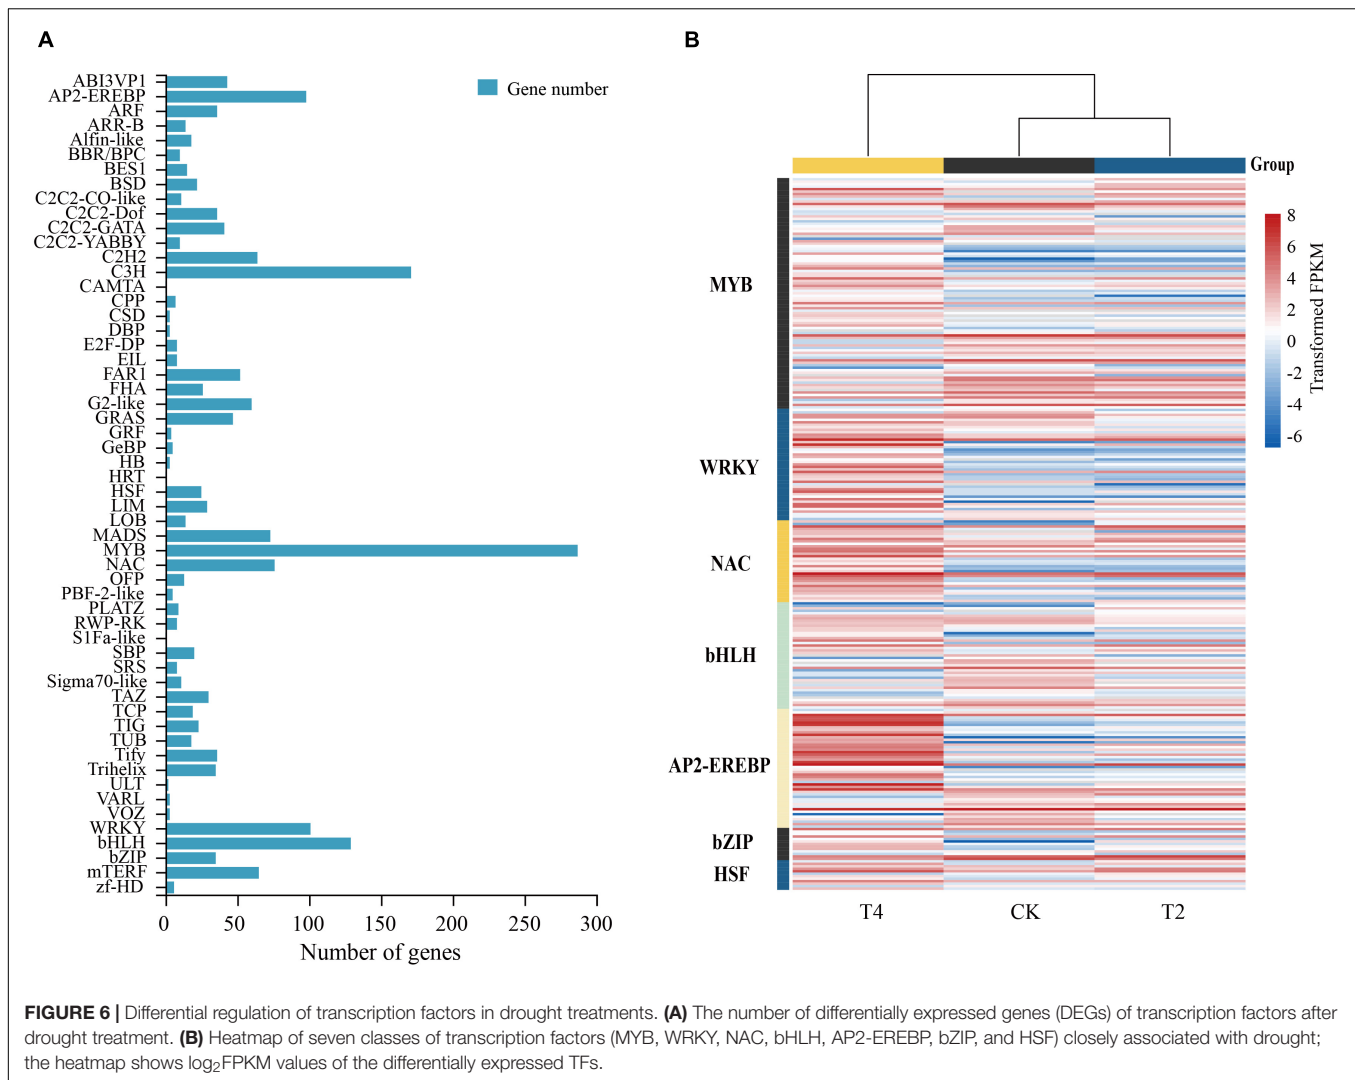 A
ABI3VP1
AP2-EREBP
ARF
ARR-B
Alfin-like
BBR/BPC
BES1
BSD
C2C2-CO-like
C2C2-Dof
C2C2-GATA
C2C2-YABBY
C2H2
C3H
CAMTA
CPP
CSD
DBP
E2F-DP
EIL
FAR1
FHA
G2-like
GRAS
GRF
GeBP
HB
HRT
HSF
LIM
LOB
MADS
MYB
NAC
OFP
PBF-2-like
PLATZ
RWP-RK
S1Fa-like
SBP
SRS
Sigma70-like
TAZ
TCP
TIG
TUB
Tify
Trihelix
ULT
VARL
VOZ
WRKY
bHLH
bZIP
mTERF
zf-HD
0 50 100 150 200 250 300
Number of genes
Gene number
B
Group
MYB
WRKY
NAC
bHLH
AP2-EREBP
bZIP
HSF
T4 CK T2
8
6
4
2
0
-2
-4
-6
Transformed FPKM
FIGURE 6 | Differential regulation of transcription factors in drought treatments. (A) The number of differentially expressed genes (DEGs) of transcription factors after
drought treatment. (B) Heatmap of seven classes of transcription factors (MYB, WRKY, NAC, bHLH, AP2-EREBP, bZIP, and HSF) closely associated with drought;
the heatmap shows log₂FPKM values of the differentially expressed TFs.